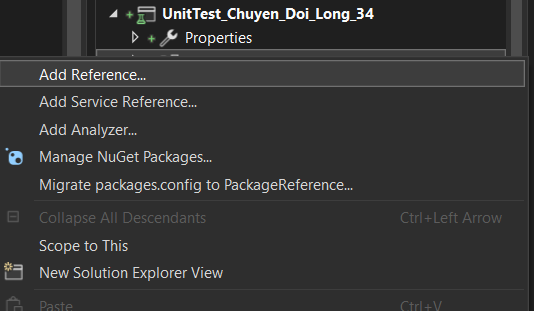 UnitTest_Chuyen_Doi_Long_34
Properties
Add Reference...
Add Service Reference...
Add Analyzer...
Manage NuGet Packages...
Migrate packages.config to PackageReference...
Collapse All Descendants Ctrl+Left Arrow
Scope to This
New Solution Explorer View
Paste Ctrl+V